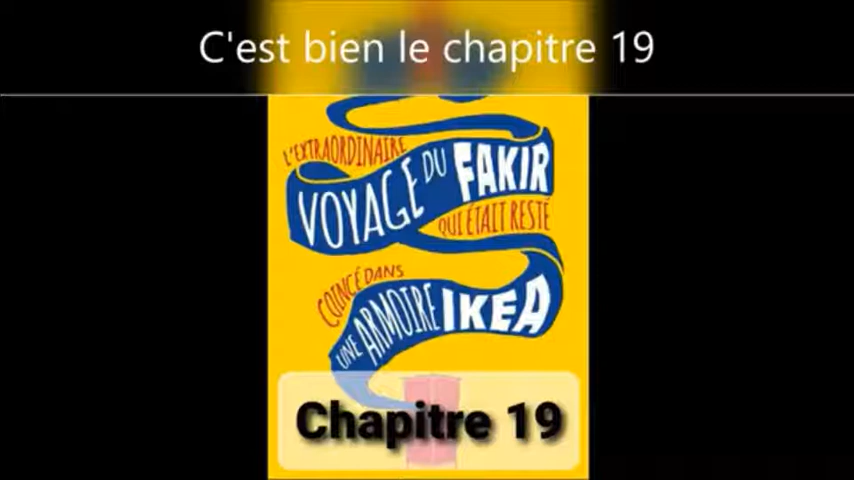 C'est bien le chapitre 19
L'EXTRAORDINAIRE
VOYAGE DU FAKIR
QUI ÉTAIT RESTÉ
COINCÉ DANS
UNE ARMOIRE IKEA
Chapitre 19